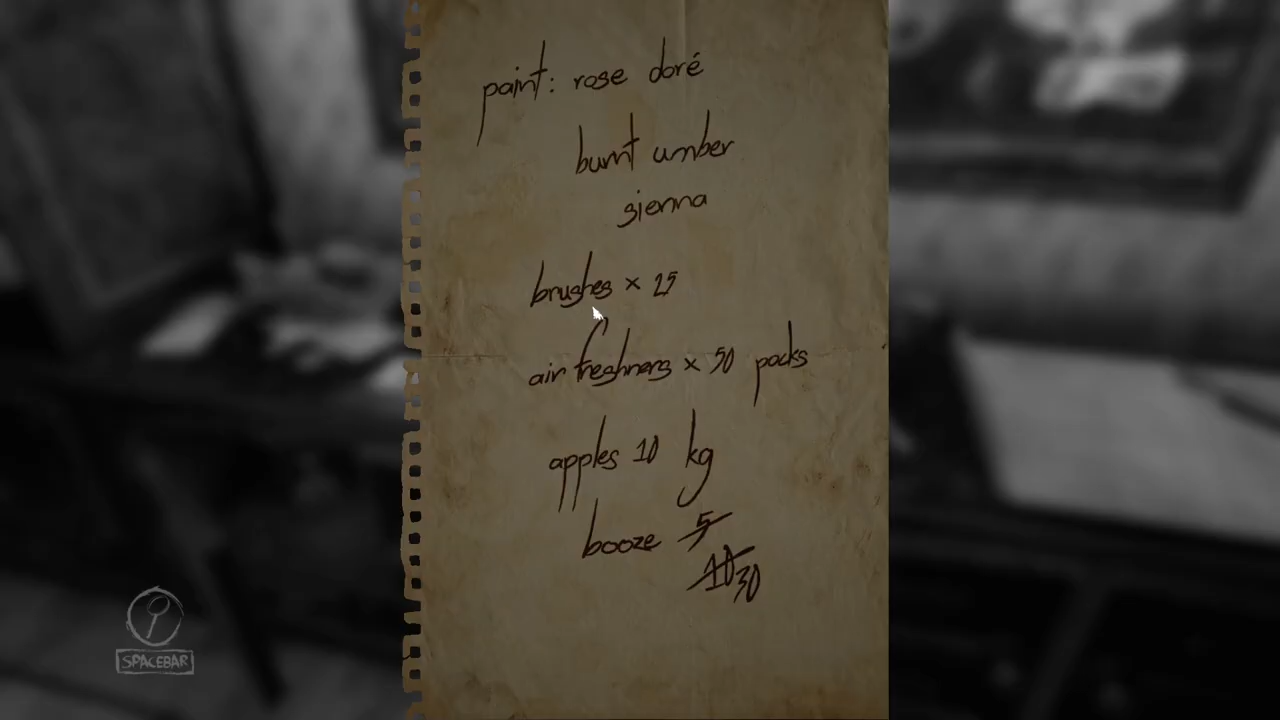 paint: rose doré
burnt umber
sienna
brushes × 25
air freshners × 50 packs
apples 10 kg
booze 5
10 30
SPACEBAR